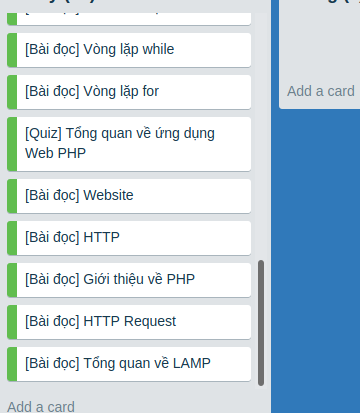 [Bài đọc] Vòng lặp while
[Bài đọc] Vòng lặp for
Add a card
[Quiz] Tổng quan về ứng dụng
Web PHP
[Bài đọc] Website
[Bài đọc] HTTP
[Bài đọc] Giới thiệu về PHP
[Bài đọc] HTTP Request
[Bài đọc] Tổng quan về LAMP
Add a card